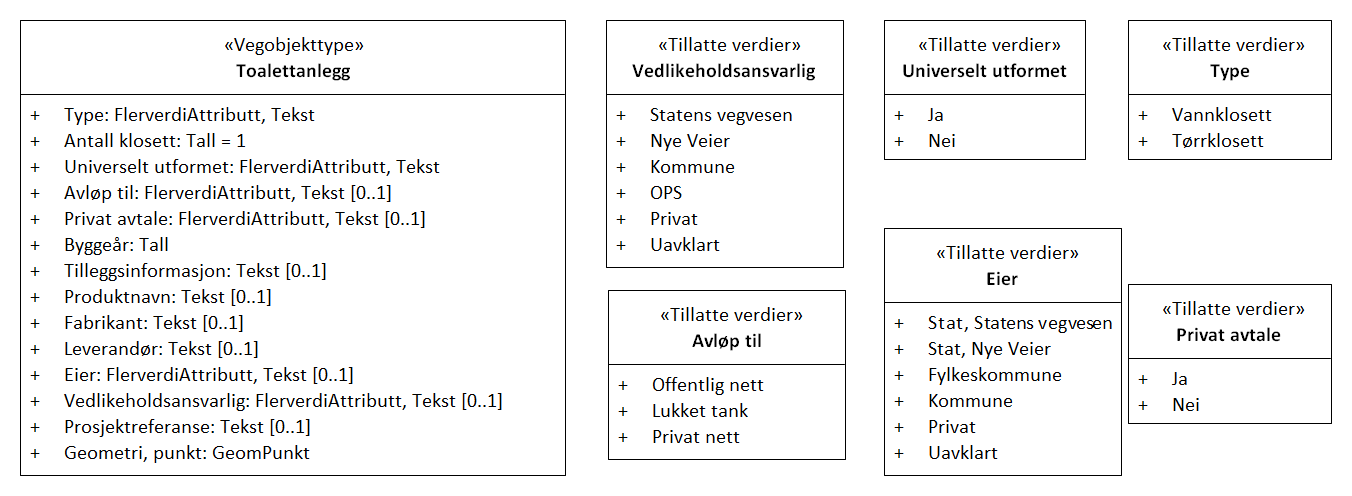 «Vegobjekttype»
Toalettanlegg
+ Type: FlerverdiAttributt, Tekst
+ Antall klosett: Tall = 1
+ Universelt utformet: FlerverdiAttributt, Tekst
+ Avløp til: FlerverdiAttributt, Tekst [0..1]
+ Privat avtale: FlerverdiAttributt, Tekst [0..1]
+ Byggeår: Tall
+ Tilleggsinformasjon: Tekst [0..1]
+ Produktnavn: Tekst [0..1]
+ Fabrikant: Tekst [0..1]
+ Leverandør: Tekst [0..1]
+ Eier: FlerverdiAttributt, Tekst [0..1]
+ Vedlikeholdsansvarlig: FlerverdiAttributt, Tekst [0..1]
+ Prosjektreferanse: Tekst [0..1]
+ Geometri, punkt: GeomPunkt
«Tillatte verdier»
Vedlikeholdsansvarlig
+ Statens vegvesen
+ Nye Veier
+ Kommune
+ OPS
+ Privat
+ Uavklart
«Tillatte verdier»
Avløp til
+ Offentlig nett
+ Lukket tank
+ Privat nett
«Tillatte verdier»
Universelt utformet
+ Ja
+ Nei
«Tillatte verdier»
Eier
+ Stat, Statens vegvesen
+ Stat, Nye Veier
+ Fylkeskommune
+ Kommune
+ Privat
+ Uavklart
«Tillatte verdier»
Type
+ Vannklosett
+ Tørrklosett
«Tillatte verdier»
Privat avtale
+ Ja
+ Nei